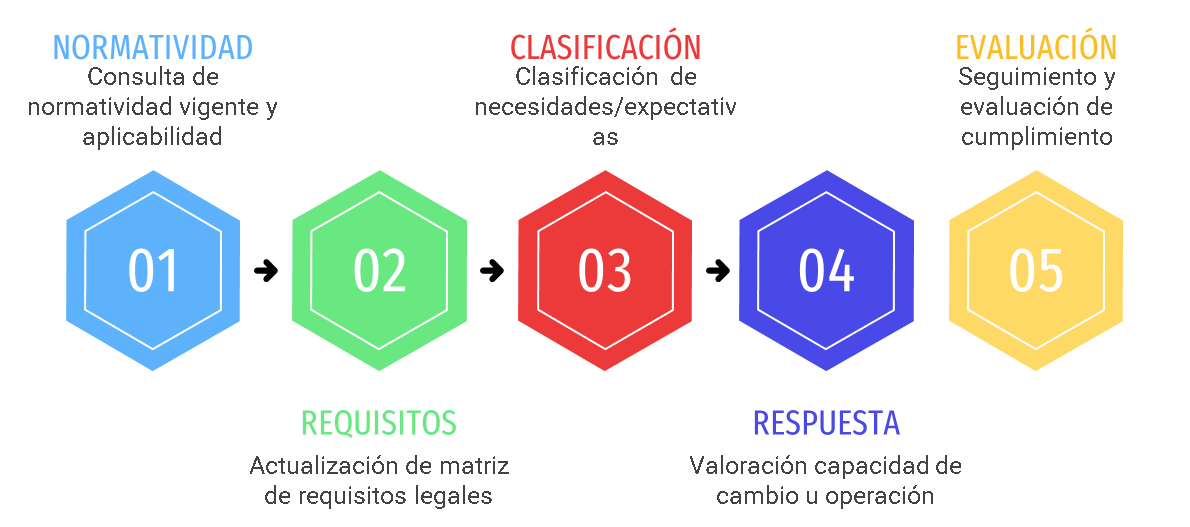 NORMATIVIDAD
Consulta de
normatividad vigente y
aplicabilidad
01
REQUISITOS
Actualización de matriz
de requisitos legales
02
CLASIFICACIÓN
Clasificación de
necesidades/expectativ
as
03
RESPUESTA
Valoración capacidad de
cambio u operación
04
EVALUACIÓN
Seguimiento y
evaluación de
cumplimiento
05